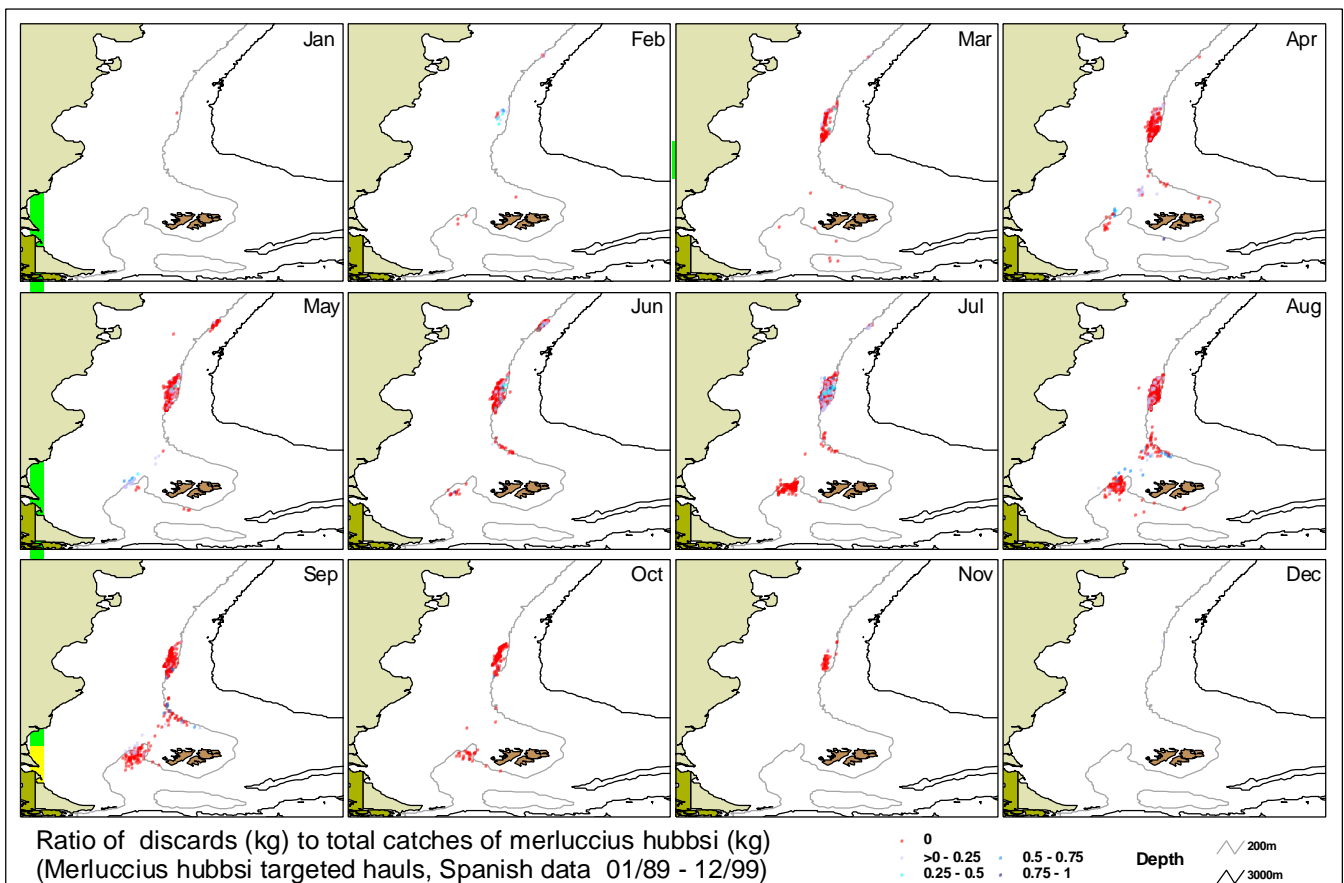 Jan
Feb
Mar
Apr
May
Jun
Jul
Aug
Sep
Oct
Nov
Dec
Ratio of discards (kg) to total catches of merluccius hubbsi (kg)
(Merluccius hubbsi targeted hauls, Spanish data 01/89 - 12/99)
0
>0 - 0.25
0.25 - 0.5
0.5 - 0.75
0.75 - 1
Depth
200m
3000m